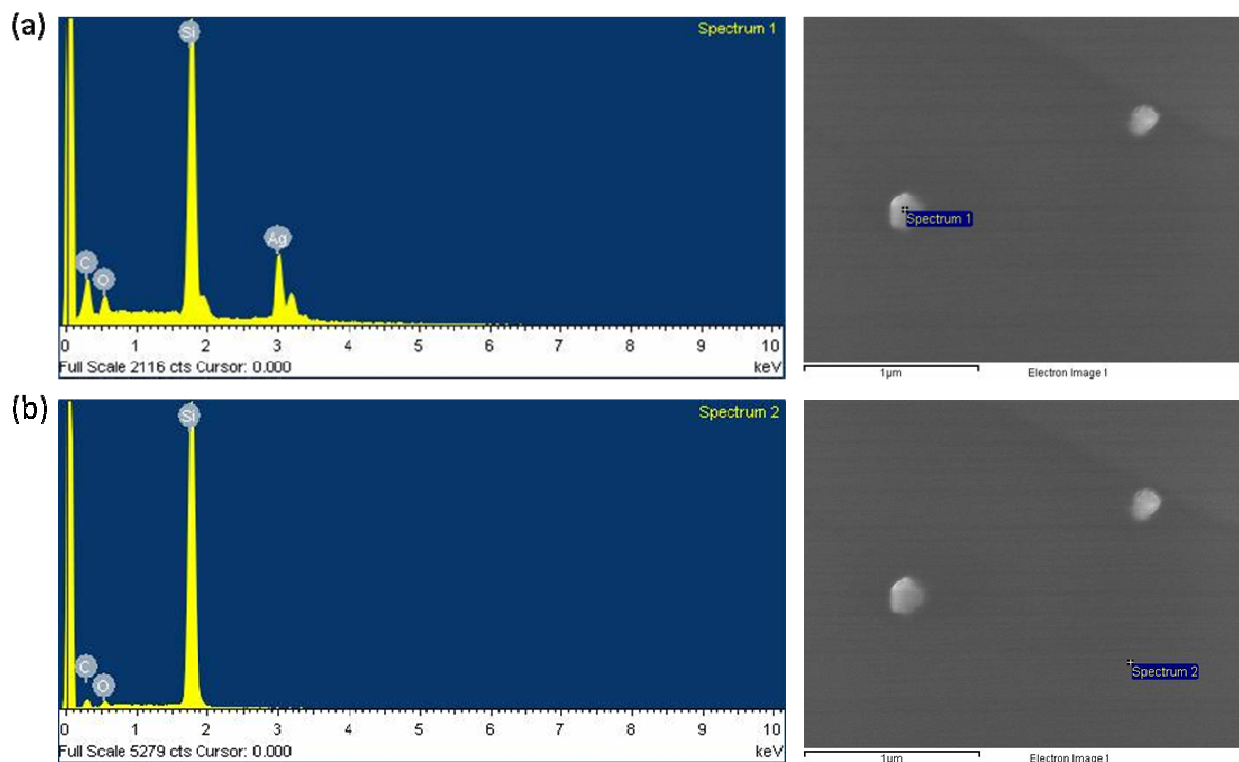 (a)
Spectrum 1
Si
Ag
C
O
0 1 2 3 4 5 6 7 8 9 10
Full Scale 2116 cts Cursor: 0.000 keV
Spectrum 1
1µm Electron Image 1
(b)
Spectrum 2
Si
C
O
0 1 2 3 4 5 6 7 8 9 10
Full Scale 5279 cts Cursor: 0.000 keV
Spectrum 2
1µm Electron Image 1